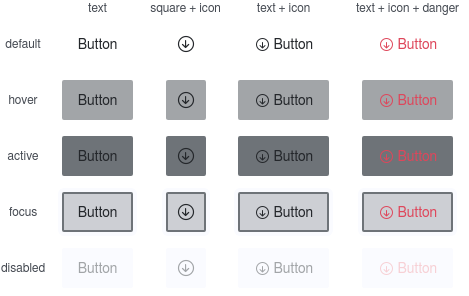 text square + icon text + icon text + icon + danger
default Button Button Button
hover Button Button Button
active Button Button Button
focus Button Button Button
disabled Button Button Button